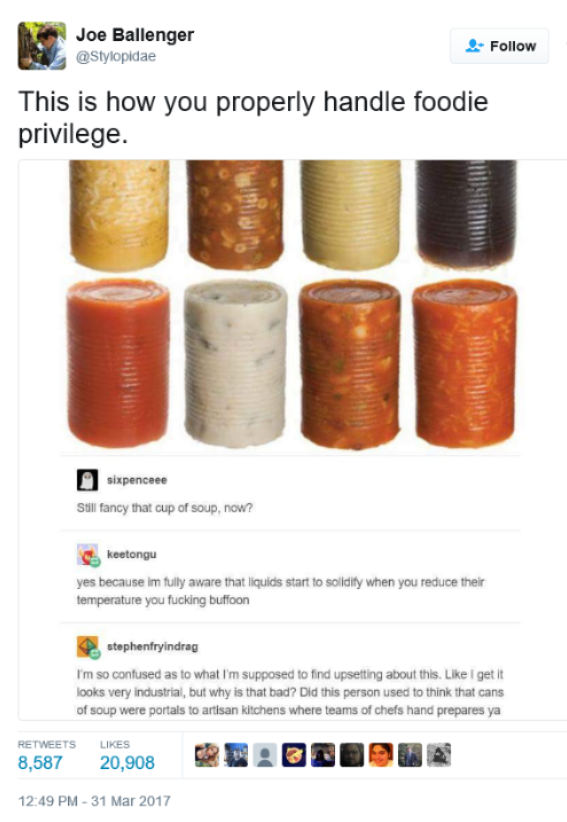 Joe Ballenger
@Stylopidae
Follow
This is how you properly handle foodie
privilege.
sixpenceee
Still fancy that cup of soup, now?
keetongu
yes because im fully aware that liquids start to solidify when you reduce their
temperature you fucking buffoon
stephenfryindrag
I'm so confused as to what I'm supposed to find upsetting about this. Like I get it
looks very industrial, but why is that bad? Did this person used to think that cans
of soup were portals to artisan kitchens where teams of chefs hand prepares ya
RETWEETS LIKES
8,587 20,908
12:49 PM - 31 Mar 2017